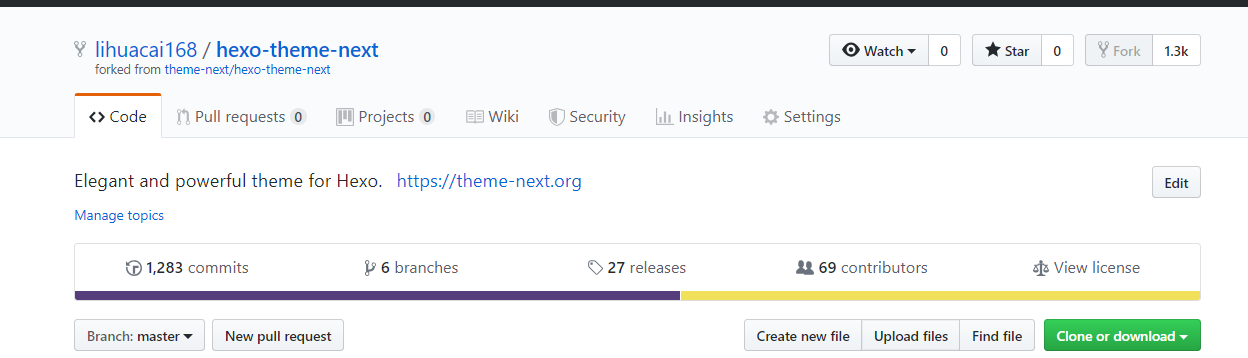 lihuacai168 / hexo-theme-next Watch 0 Star 0 Fork 1.3k
forked from theme-next/hexo-theme-next
Code Pull requests 0 Projects 0 Wiki Security Insights Settings
Elegant and powerful theme for Hexo. https://theme-next.org Edit
Manage topics
1,283 commits 6 branches 27 releases 69 contributors View license
Branch: master New pull request Create new file Upload files Find file Clone or download